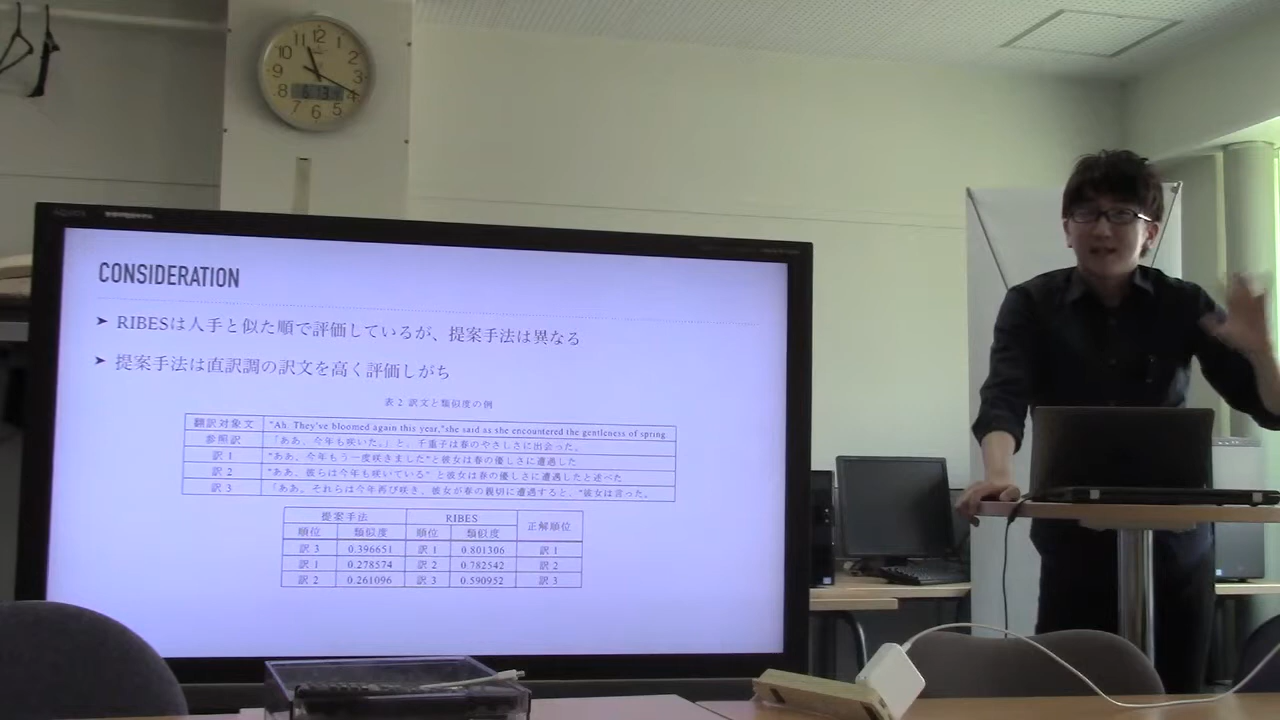 11 12 1
10 2
9 3
8 4
7 6 5
CONSIDERATION
➤ RIBESは人手と似た順で評価しているが、提案手法は異なる
➤ 提案手法は直訳調の訳文を高く評価しがち
表 2. 訳文と類似度の例
翻訳対象文 "Ah. They've bloomed again this year,"she said as she encountered the gentleness of spring.
参照訳 「ああ、今年も咲いた。」と、千重子は春のやさしさに出会った。
訳 1 "ああ、今年もう一度咲きました"と彼女は春の優しさに遭遇した
訳 2 "ああ、彼らは今年も咲いている" と彼女は春の優しさに遭遇したと述べた
訳 3 「ああ。それらは今年再び咲き、彼女が春の親切に遭遇すると、"彼女は言った。
提案手法 RIBES 正解順位
順位 類似度 順位 類似度
訳 3 0.396651 訳 1 0.801306 訳 1
訳 1 0.278574 訳 2 0.782542 訳 2
訳 2 0.261096 訳 3 0.590952 訳 3